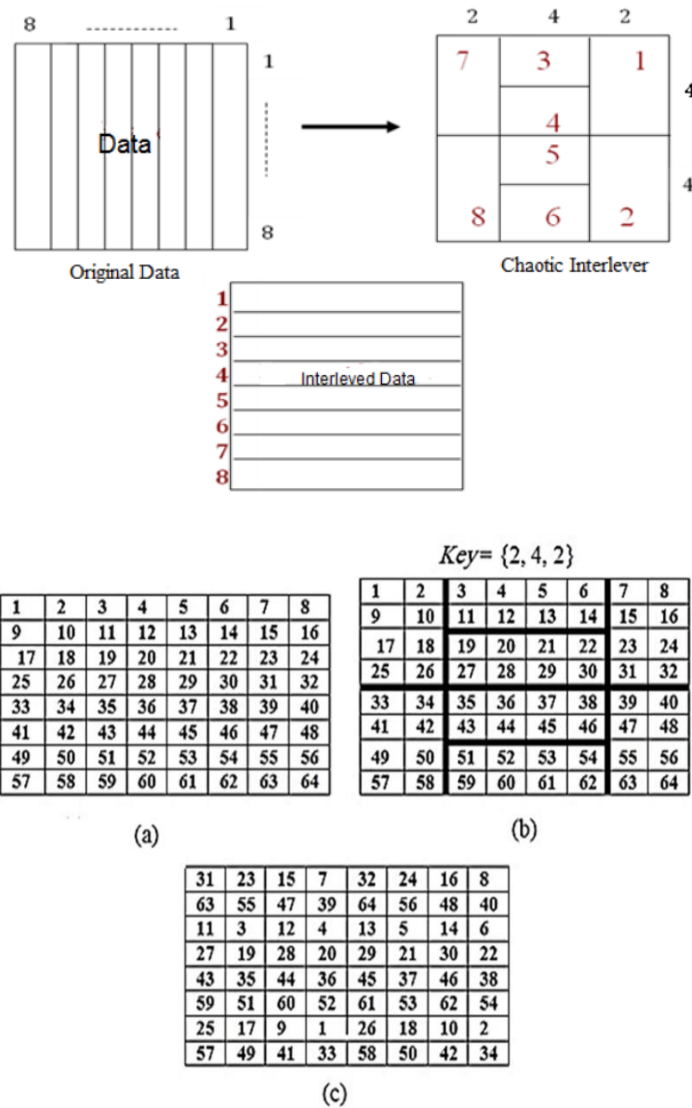 8 1
2 4 2
1
8
Data
Original Data
7 3 1
4
4
5
8 6 2
4
Chaotic Interlever
1
2
3
4 Interleved Data
5
6
7
8
Key= {2, 4, 2}
1 2 3 4 5 6 7 8
9 10 11 12 13 14 15 16
17 18 19 20 21 22 23 24
25 26 27 28 29 30 31 32
33 34 35 36 37 38 39 40
41 42 43 44 45 46 47 48
49 50 51 52 53 54 55 56
57 58 59 60 61 62 63 64
(a)
1 2 3 4 5 6 7 8
9 10 11 12 13 14 15 16
17 18 19 20 21 22 23 24
25 26 27 28 29 30 31 32
33 34 35 36 37 38 39 40
41 42 43 44 45 46 47 48
49 50 51 52 53 54 55 56
57 58 59 60 61 62 63 64
(b)
31 23 15 7 32 24 16 8
63 55 47 39 64 56 48 40
11 3 12 4 13 5 14 6
27 19 28 20 29 21 30 22
43 35 44 36 45 37 46 38
59 51 60 52 61 53 62 54
25 17 9 1 26 18 10 2
57 49 41 33 58 50 42 34
(c)